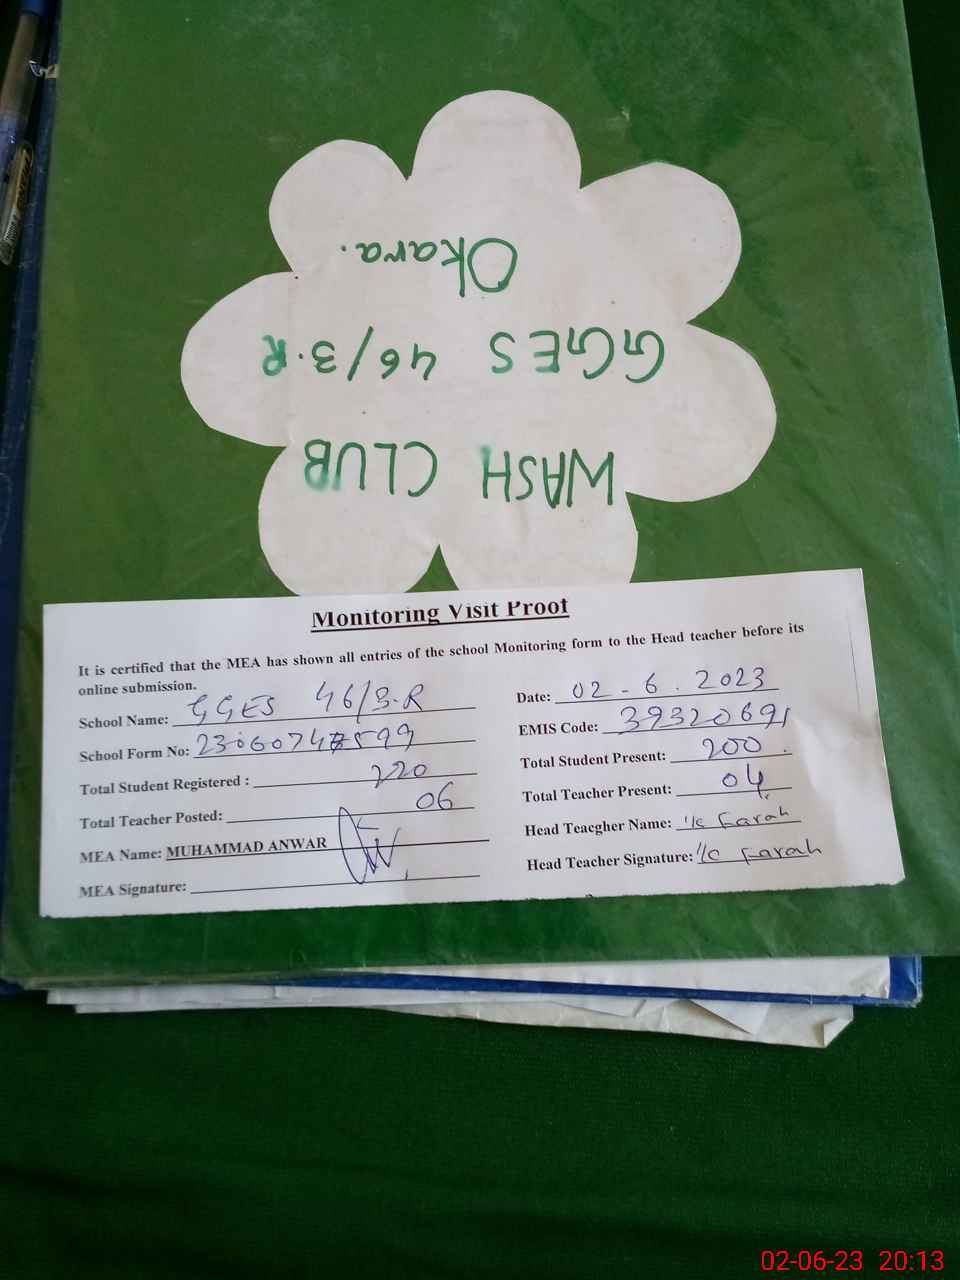 WASH CLUB
GGES 46/3.R
Okara.
Monitoring Visit Proof
It is certified that the MEA has shown all entries of the school Monitoring form to the Head teacher before its
online submission.
School Name: GGES 46/3.R
Date: 02-6.2023
School Form No: 23060747599
EMIS Code: 39320691
Total Student Registered : 220
Total Student Present: 200
Total Teacher Posted: 06
Total Teacher Present: 04
MEA Name: MUHAMMAD ANWAR
Head Teacgher Name: I/c Farah
MEA Signature:
Head Teacher Signature: I/c Farah
02-06-23 20:13